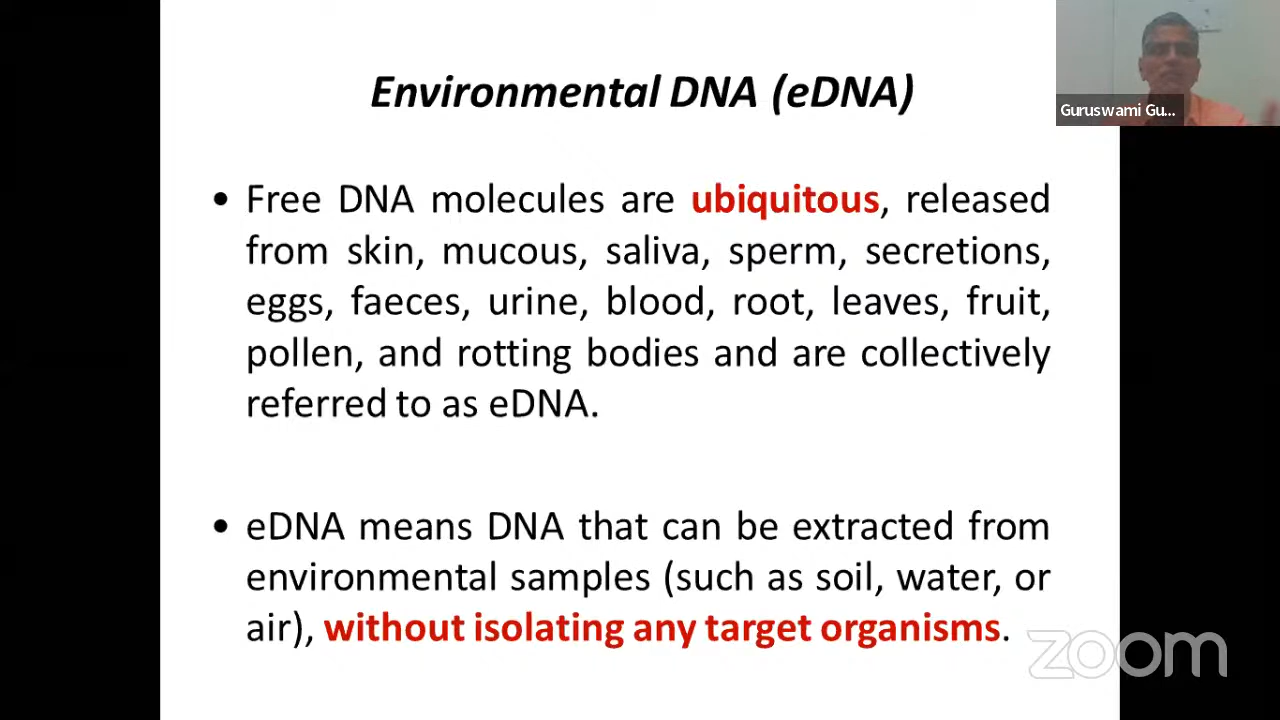 Environmental DNA (eDNA)
Guruswami Gu...
• Free DNA molecules are ubiquitous, released
from skin, mucous, saliva, sperm, secretions,
eggs, faeces, urine, blood, root, leaves, fruit,
pollen, and rotting bodies and are collectively
referred to as eDNA.
• eDNA means DNA that can be extracted from
environmental samples (such as soil, water, or
air), without isolating any target organisms.
zoom